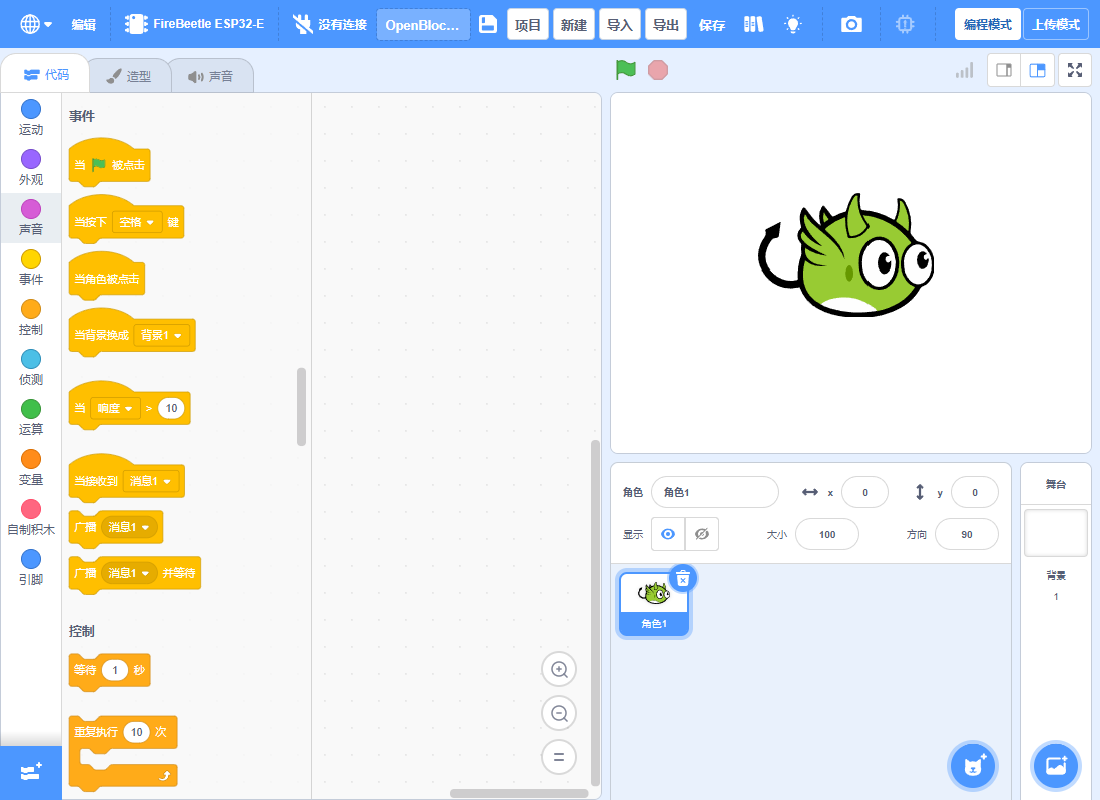 编辑
FireBeetle ESP32-E
没有连接
OpenBloc...
项目
新建
导入
导出
保存
编程模式
上传模式
代码
造型
声音
运动
外观
声音
事件
控制
侦测
运算
变量
自制积木
引脚
事件
当 被点击
当按下 空格 键
当角色被点击
当背景换成 背景1
当 响度 > 10
当接收到 消息1
广播 消息1
广播 消息1 并等待
控制
等待 1 秒
重复执行 10 次
角色 角色1 x 0 y 0
显示 大小 100 方向 90
角色1
舞台
背景
1